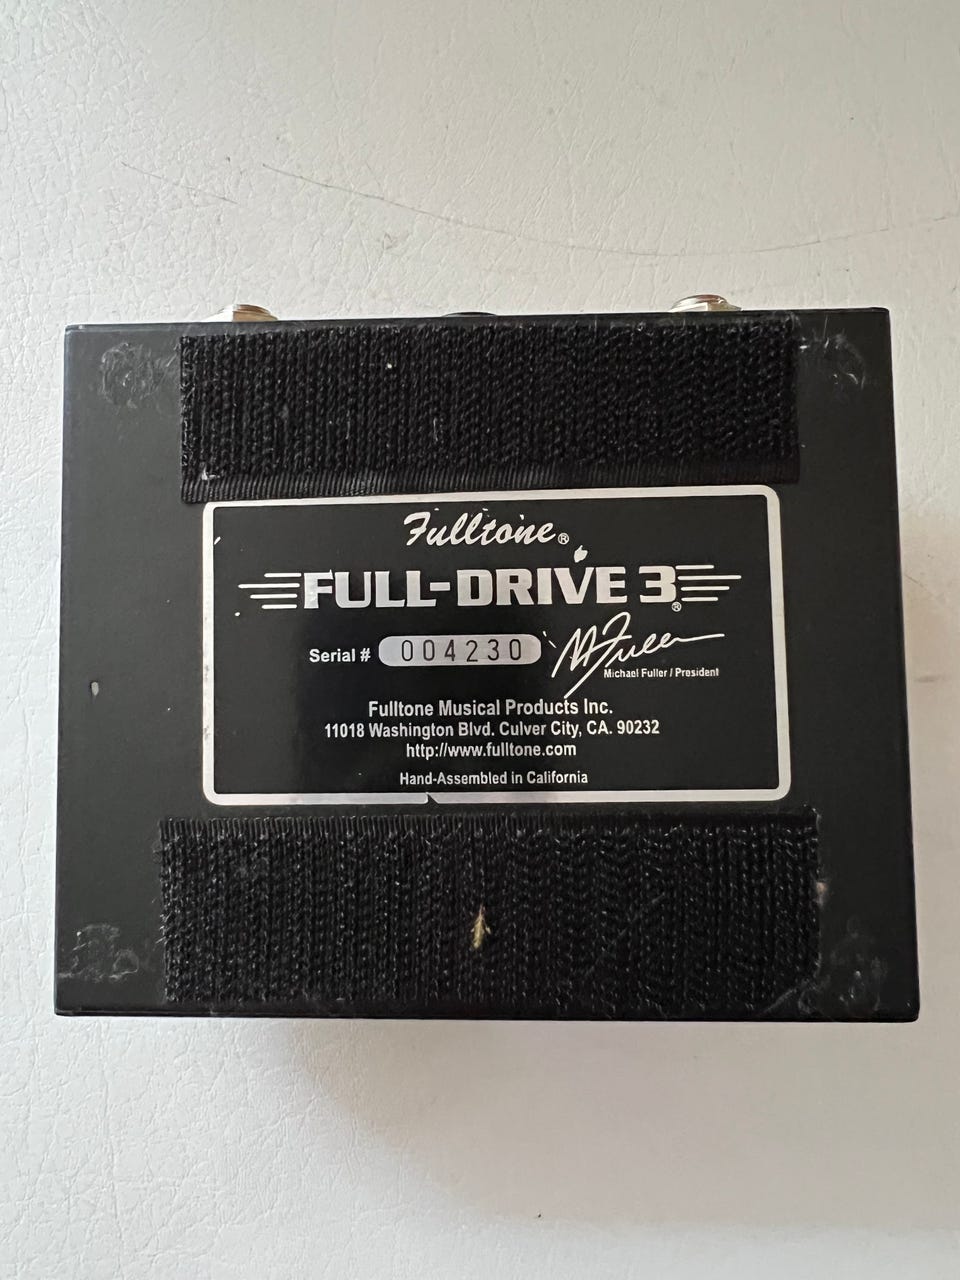 Fulltone®
FULL-DRIVE 3®
Serial # 004230
M Fuller
Michael Fuller / President
Fulltone Musical Products Inc.
11018 Washington Blvd. Culver City, CA. 90232
http://www.fulltone.com
Hand-Assembled in California